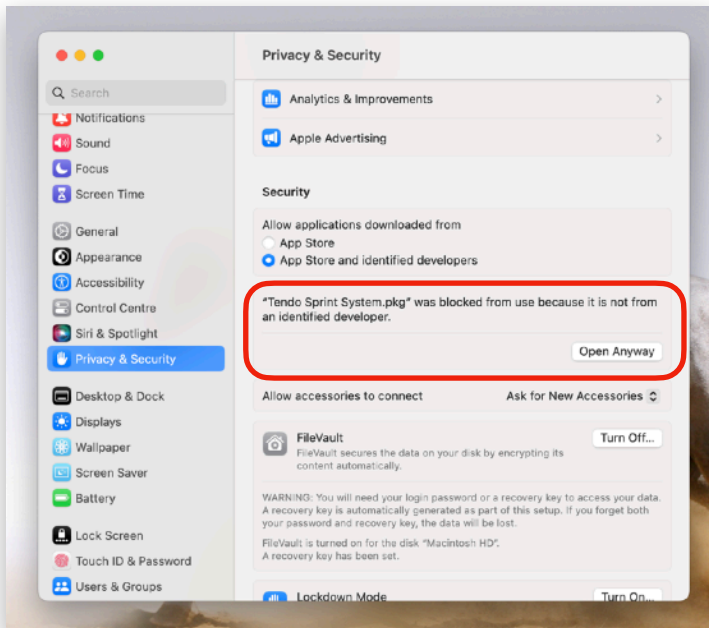 Privacy & Security
Search
Notifications
Sound
Focus
Screen Time
General
Appearance
Accessibility
Control Centre
Siri & Spotlight
Privacy & Security
Desktop & Dock
Displays
Wallpaper
Screen Saver
Battery
Lock Screen
Touch ID & Password
Users & Groups
Analytics & Improvements
Apple Advertising
Security
Allow applications downloaded from
App Store
App Store and identified developers
“Tendo Sprint System.pkg” was blocked from use because it is not from
an identified developer.
Open Anyway
Allow accessories to connect
Ask for New Accessories
FileVault
Turn Off...
FileVault secures the data on your disk by encrypting its
content automatically.
WARNING: You will need your login password or a recovery key to access your data.
A recovery key is automatically generated as part of this setup. If you forget both
your password and recovery key, the data will be lost.
FileVault is turned on for the disk “Macintosh HD”.
A recovery key has been set.
Lockdown Mode
Turn On...